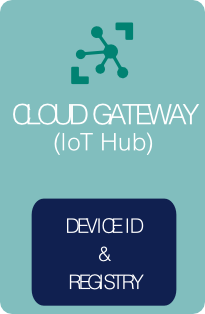 CLOUD GATEWAY
(IoT Hub)
DEVICE ID
&
REGISTRY